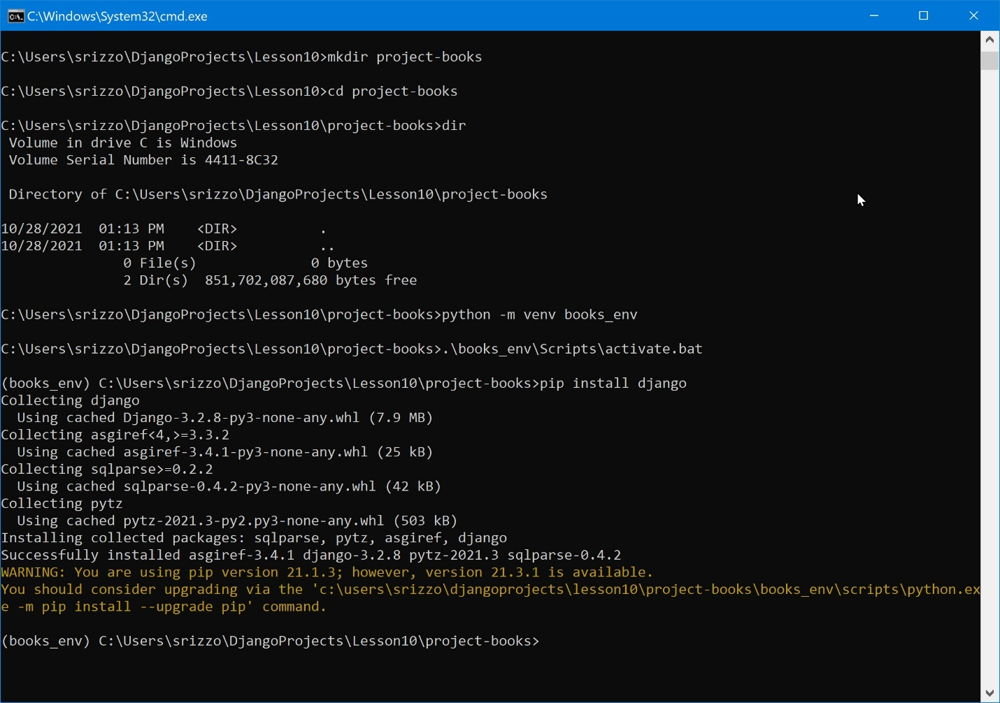 C:\Windows\System32\cmd.exe
C:\Users\srizzo\DjangoProjects\Lesson10>mkdir project-books
C:\Users\srizzo\DjangoProjects\Lesson10>cd project-books
C:\Users\srizzo\DjangoProjects\Lesson10\project-books>dir
Volume in drive C is Windows
Volume Serial Number is 4411-8C32
Directory of C:\Users\srizzo\DjangoProjects\Lesson10\project-books
10/28/2021  01:13 PM    <DIR>          .
10/28/2021  01:13 PM    <DIR>          ..
0 File(s)              0 bytes
2 Dir(s)  851,702,087,680 bytes free
C:\Users\srizzo\DjangoProjects\Lesson10\project-books>python -m venv books_env
C:\Users\srizzo\DjangoProjects\Lesson10\project-books>.\books_env\Scripts\activate.bat
(books_env) C:\Users\srizzo\DjangoProjects\Lesson10\project-books>pip install django
Collecting django
Using cached Django-3.2.8-py3-none-any.whl (7.9 MB)
Collecting asgiref<4,>=3.3.2
Using cached asgiref-3.4.1-py3-none-any.whl (25 kB)
Collecting sqlparse>=0.2.2
Using cached sqlparse-0.4.2-py3-none-any.whl (42 kB)
Collecting pytz
Using cached pytz-2021.3-py2.py3-none-any.whl (503 kB)
Installing collected packages: sqlparse, pytz, asgiref, django
Successfully installed asgiref-3.4.1 django-3.2.8 pytz-2021.3 sqlparse-0.4.2
WARNING: You are using pip version 21.1.3; however, version 21.3.1 is available.
You should consider upgrading via the 'c:\users\srizzo\djangoprojects\lesson10\project-books\books_env\scripts\python.ex
e -m pip install --upgrade pip' command.
(books_env) C:\Users\srizzo\DjangoProjects\Lesson10\project-books>